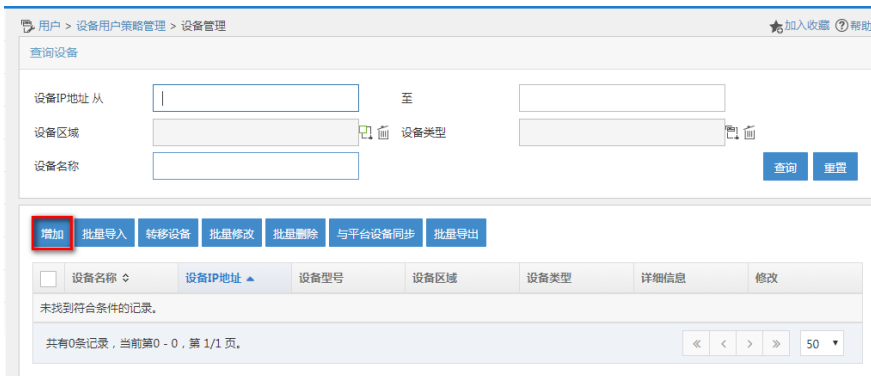 用户 > 设备用户策略管理 > 设备管理 加入收藏 ?帮助
查询设备
设备IP地址 从 至
设备区域 设备类型
设备名称 查询 重置
增加 批量导入 转移设备 批量修改 批量删除 与平台设备同步 批量导出
设备名称 设备IP地址 设备型号 设备区域 设备类型 详细信息 修改
未找到符合条件的记录。
共有0条记录，当前第0 - 0，第 1/1 页。 « < > » 50